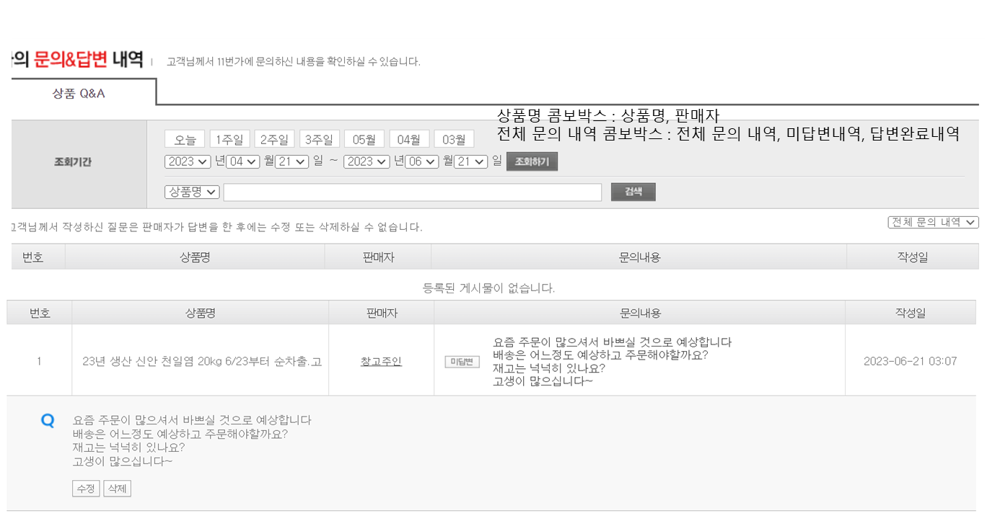 의 문의&답변 내역 고객님께서 11번가에 문의하신 내용을 확인하실 수 있습니다.
상품 Q&A
상품명 콤보박스 : 상품명, 판매자
전체 문의 내역 콤보박스 : 전체 문의 내역, 미답변내역, 답변완료내역
오늘 1주일 2주일 3주일 05월 04월 03월
조회기간
2023 년 04 월 21 일 ~ 2023 년 06 월 21 일 조회하기
상품명 검색
고객님께서 작성하신 질문은 판매자가 답변을 한 후에는 수정 또는 삭제하실 수 없습니다.
전체 문의 내역
번호 상품명 판매자 문의내용 작성일
등록된 게시물이 없습니다.
번호 상품명 판매자 문의내용 작성일
1 23년 생산 신안 천일염 20kg 6/23부터 순차출.고 창고주인 미답변
요즘 주문이 많으셔서 바쁘실 것으로 예상합니다
배송은 어느정도 예상하고 주문해야할까요?
재고는 넉넉히 있나요?
고생이 많으십니다~
2023-06-21 03:07
Q
요즘 주문이 많으셔서 바쁘실 것으로 예상합니다
배송은 어느정도 예상하고 주문해야할까요?
재고는 넉넉히 있나요?
고생이 많으십니다~
수정 삭제